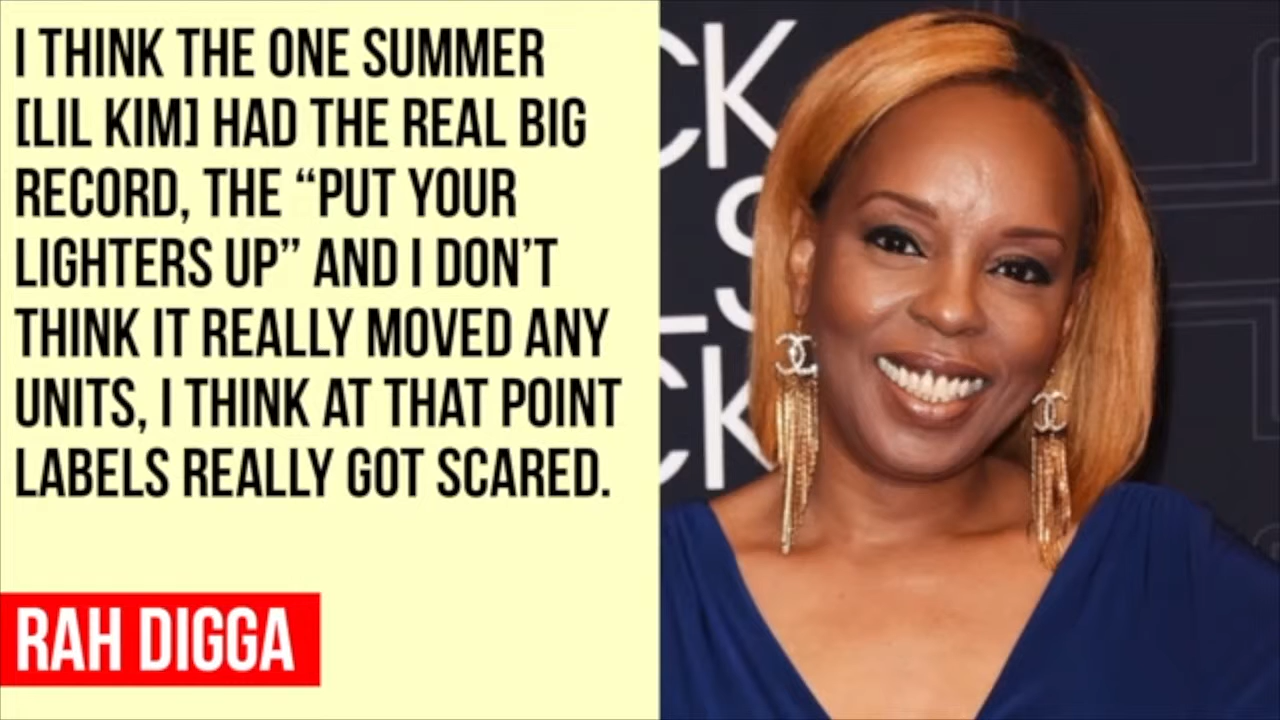 I THINK THE ONE SUMMER
[LIL KIM] HAD THE REAL BIG
RECORD, THE “PUT YOUR
LIGHTERS UP” AND I DON’T
THINK IT REALLY MOVED ANY
UNITS, I THINK AT THAT POINT
LABELS REALLY GOT SCARED.
RAH DIGGA